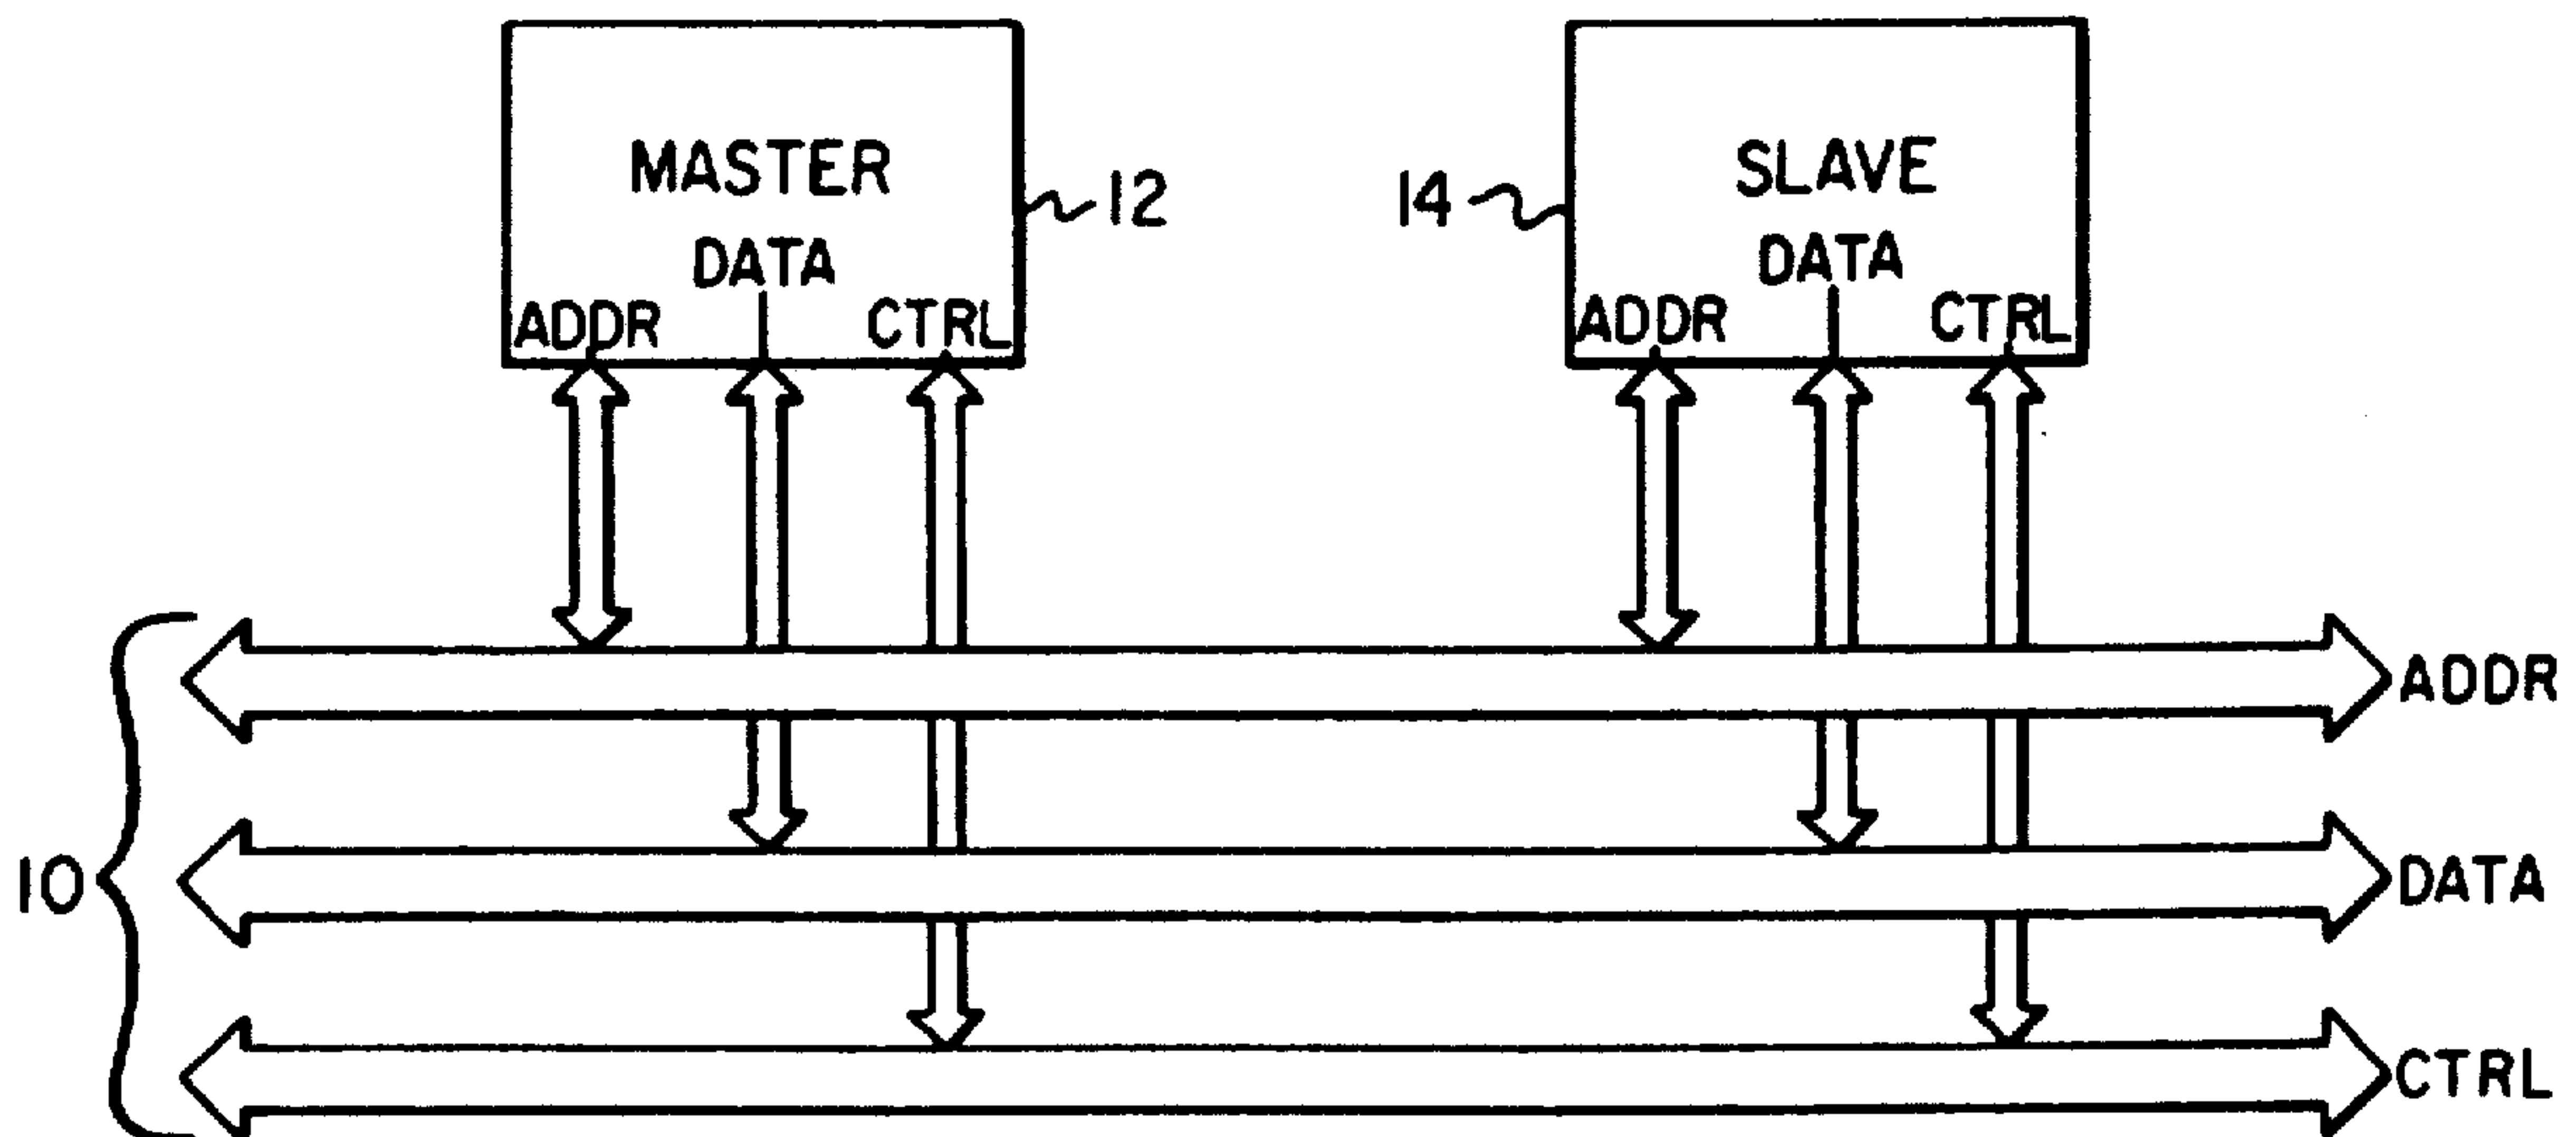 MASTER
DATA
ADDR
CTRL
12
14
SLAVE
DATA
ADDR
CTRL
10
ADDR
DATA
CTRL